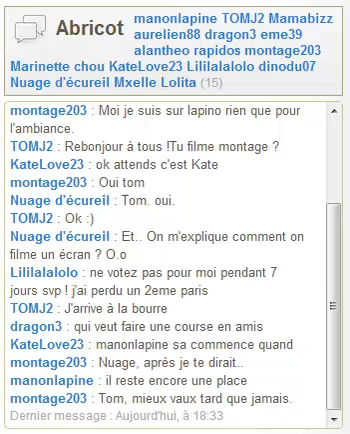 Abricot
manonlapine TOMJ2 Mamabizz
aurelien88 dragon3 eme39
alantheo rapidos montage203
Marinette chou KateLove23 Lililalalolo dinodu07
Nuage d'écureil Mxelle Lolita (15)
montage203 : Moi je suis sur lapino rien que pour
l'ambiance.
TOMJ2 : Rebonjour à tous !Tu filme montage ?
KateLove23 : ok attends c'est Kate
montage203 : Oui tom
Nuage d'écureil : Tom. oui.
TOMJ2 : Ok :)
Nuage d'écureil : Et.. On m'explique comment on
filme un écran ? O.o
Lililalalolo : ne votez pas pour moi pendant 7
jours svp ! j'ai perdu un 2eme paris
TOMJ2 : J'arrive à la bourre
dragon3 : qui veut faire une course en amis
KateLove23 : manonlapine sa commence quand
montage203 : Nuage, après je te dirait..
manonlapine : il reste encore une place
montage203 : Tom, mieux vaux tard que jamais.
Dernier message : Aujourd'hui, à 18:33